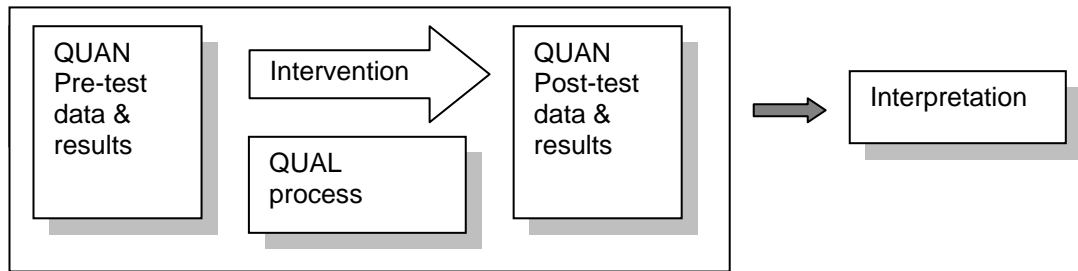 QUAN
Pre-test
data &
results
Intervention
QUAL
process
QUAN
Post-test
data &
results
Interpretation